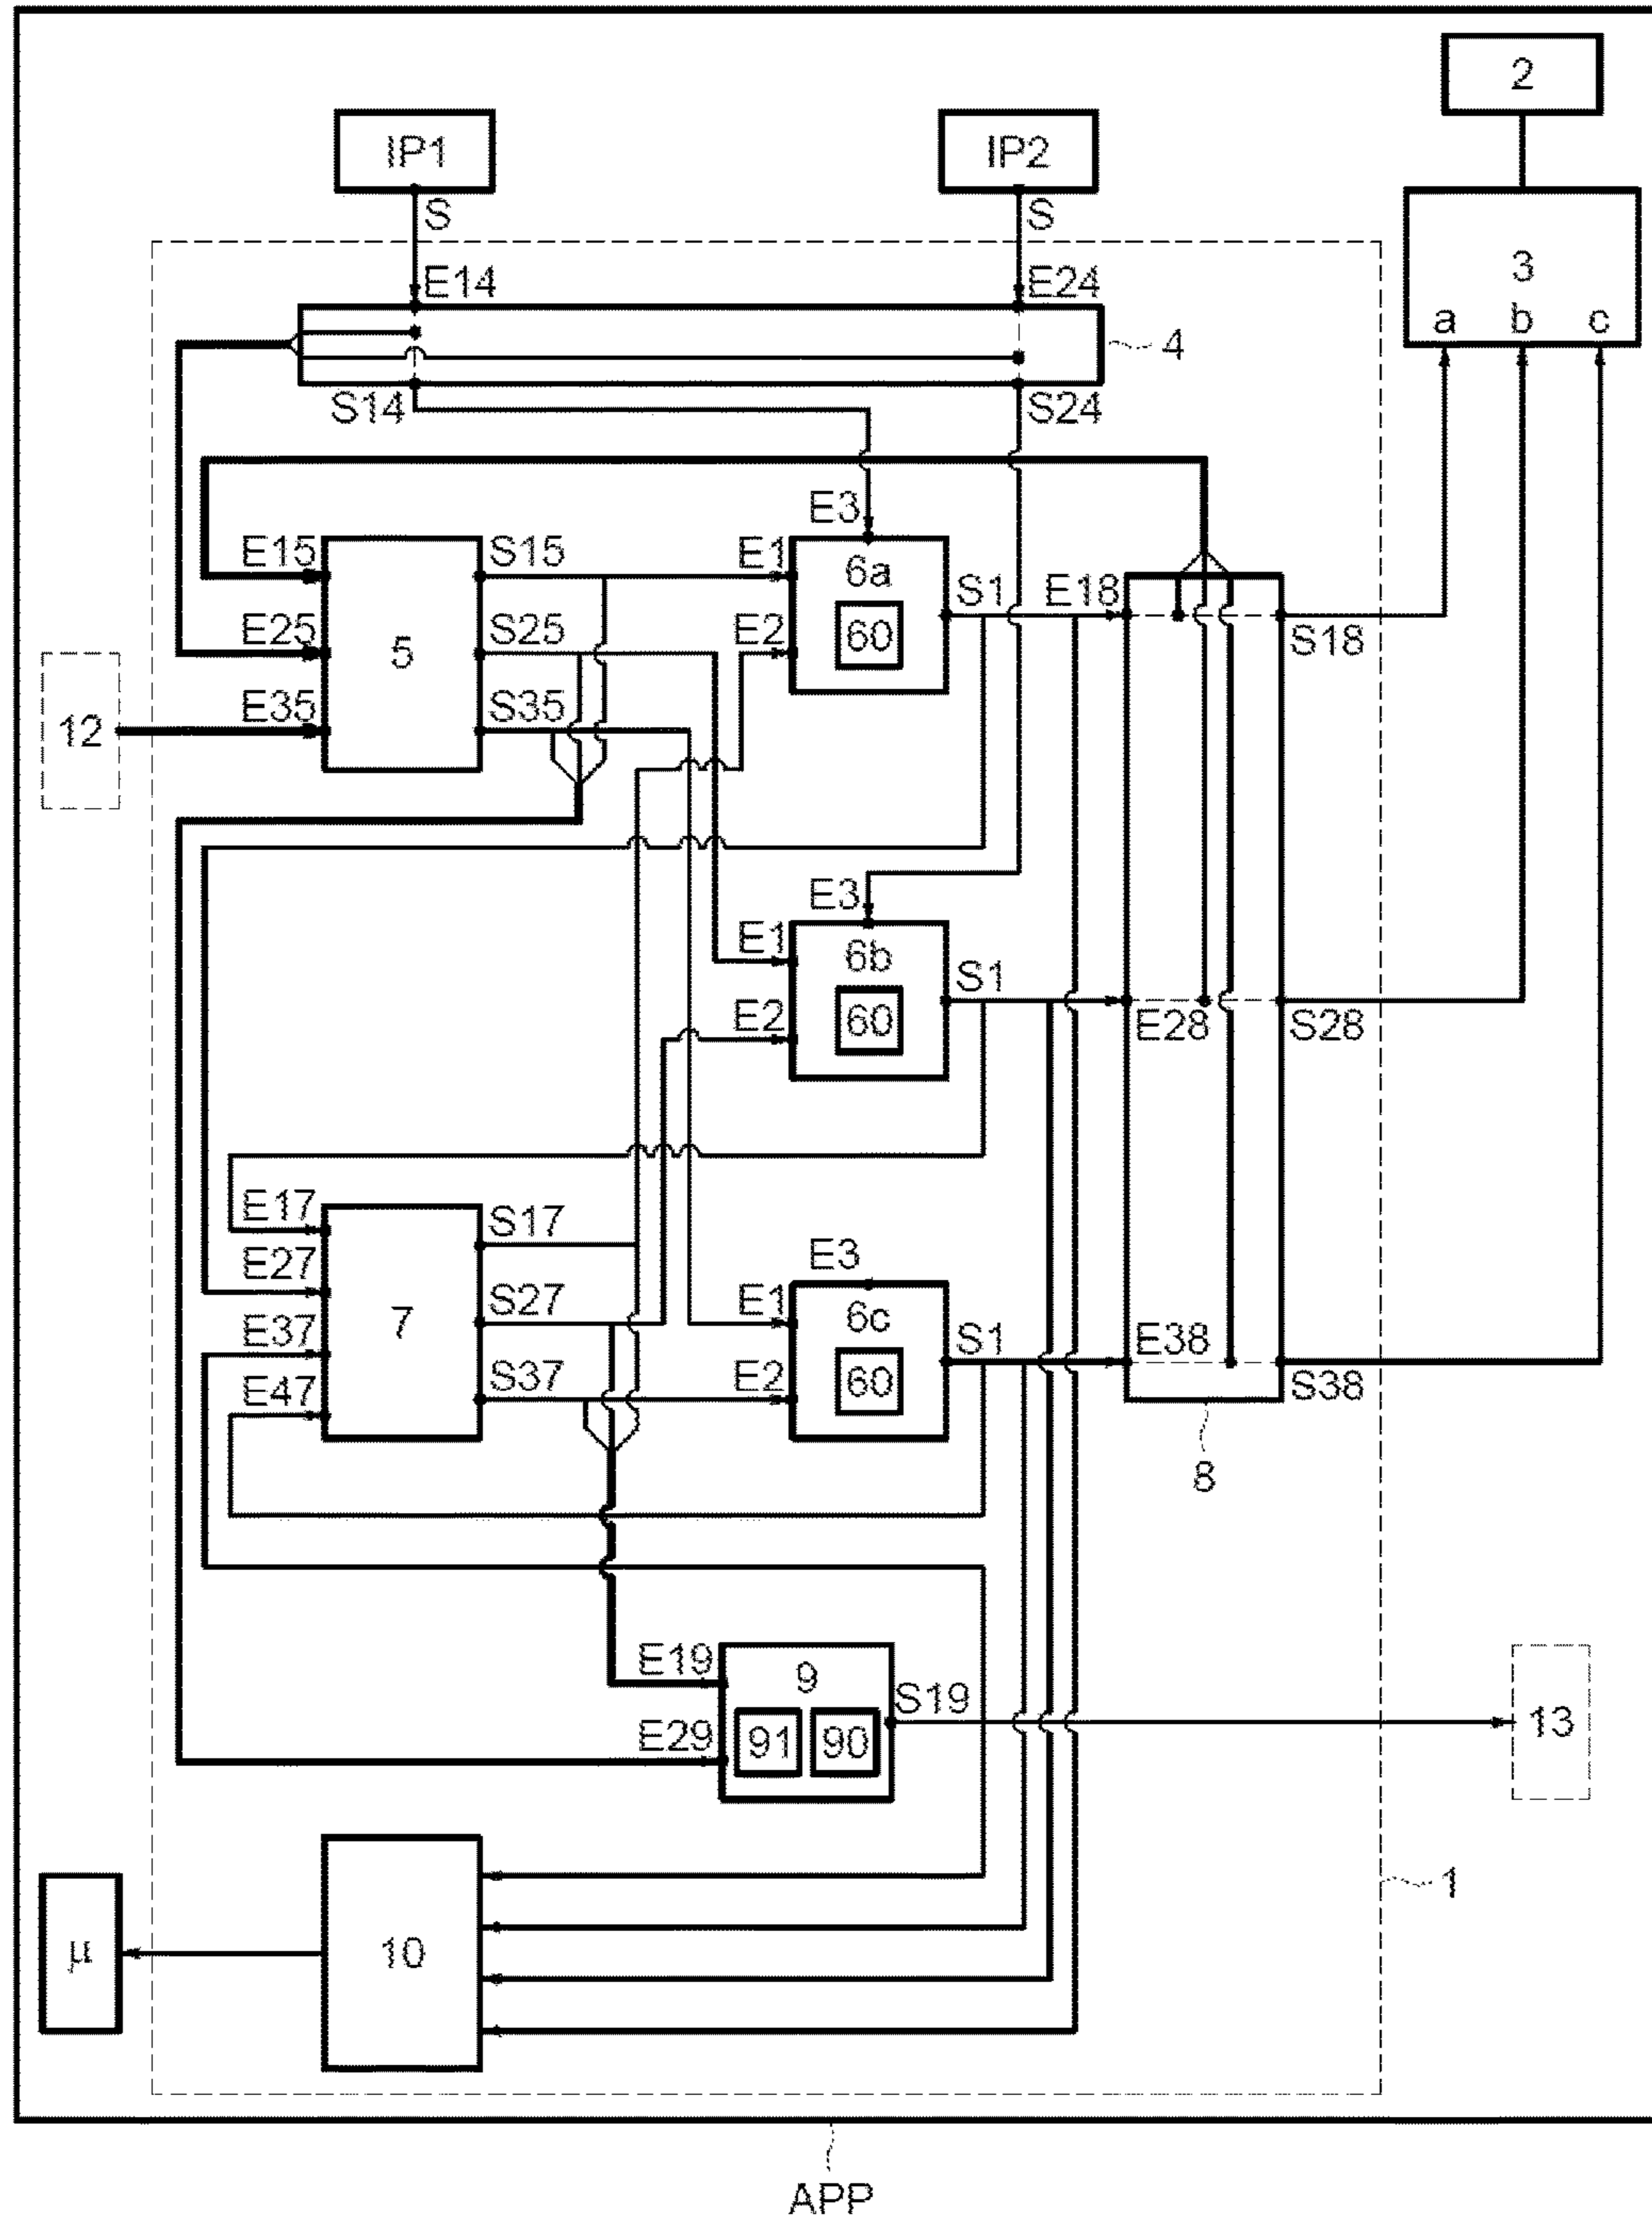 2
IP1 IP2
S S
3
E14 E24
a b c
4
S14 S24
E3
E15 S15 E1 6a
S1 E18
E25 S25 E2 60
5 S18
E35 S35
12
E3
E1 6b
S1
E2 60
E28 S28
E17 S17
E3
E27 S27 E1 6c
7
E37 S1 E38
S37 E2 60 S38
E47
8
E19 9
S19
E29 91 90 13
1
μ 10
APP